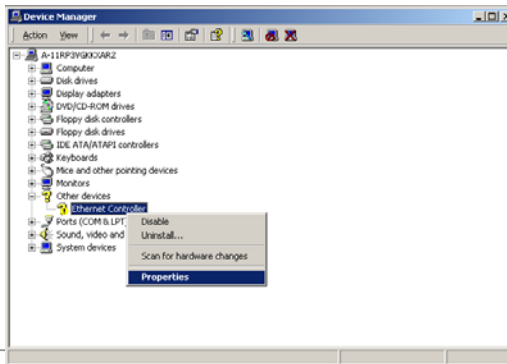 Device Manager
Action View
A-11RP3VGKXARZ
Computer
Disk drives
Display adapters
DVD/CD-ROM drives
Floppy disk controllers
Floppy disk drives
IDE ATA/ATAPI controllers
Keyboards
Mice and other pointing devices
Monitors
Other devices
Ethernet Controller
Ports (COM & LPT)
Sound, video and
System devices
Disable
Uninstall...
Scan for hardware changes
Properties